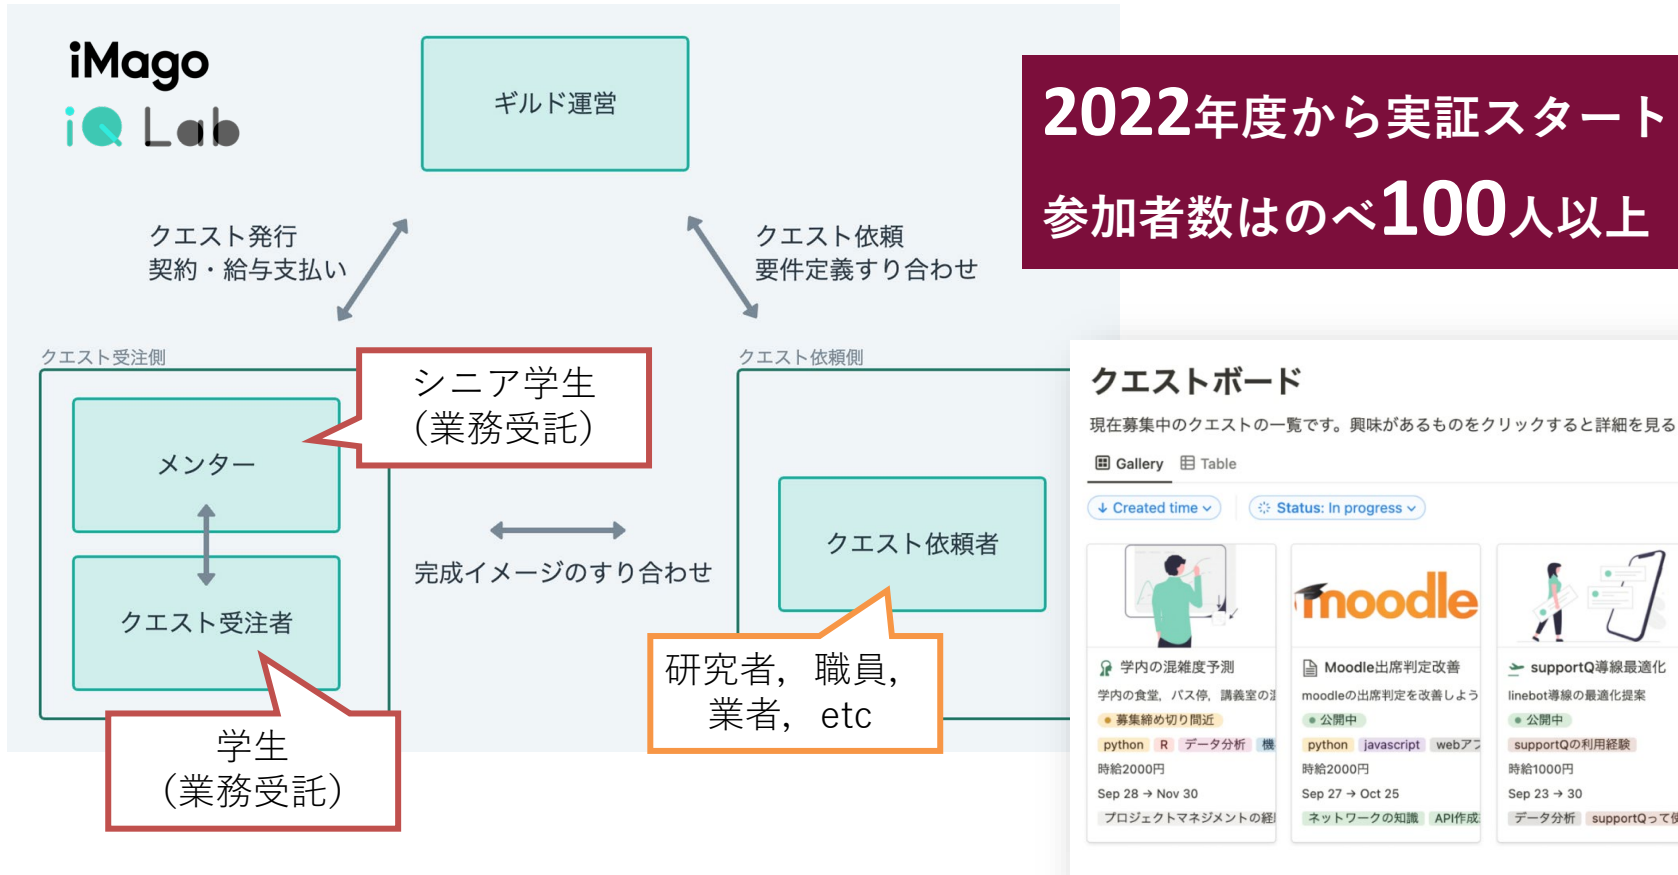 iMago
iQ Lab
ギルド運営
2022年度から実証スタート
参加者数はのべ100人以上
クエスト発行
契約・給与支払い
クエスト依頼
要件定義すり合わせ
クエスト受注側
シニア学生
（業務受託）
メンター
クエスト受注者
学生
（業務受託）
完成イメージのすり合わせ
クエスト依頼側
クエスト依頼者
研究者，職員，
業者，etc
クエストボード
現在募集中のクエストの一覧です。興味があるものをクリックすると詳細を見る
Gallery Table
Created time Status: In progress
学内の混雑度予測
学内の食堂，バス停，講義室の
募集締め切り間近
python R データ分析 機
時給2000円
Sep 28 → Nov 30
プロジェクトマネジメントの経
moodle
Moodle出席判定改善
moodleの出席判定を改善しよう
公開中
python javascript webア
時給2000円
Sep 27 → Oct 25
ネットワークの知識 API作成
supportQ導線最適化
linebot導線の最適化提案
公開中
supportQの利用経験
時給1000円
Sep 23 → 30
データ分析 supportQって